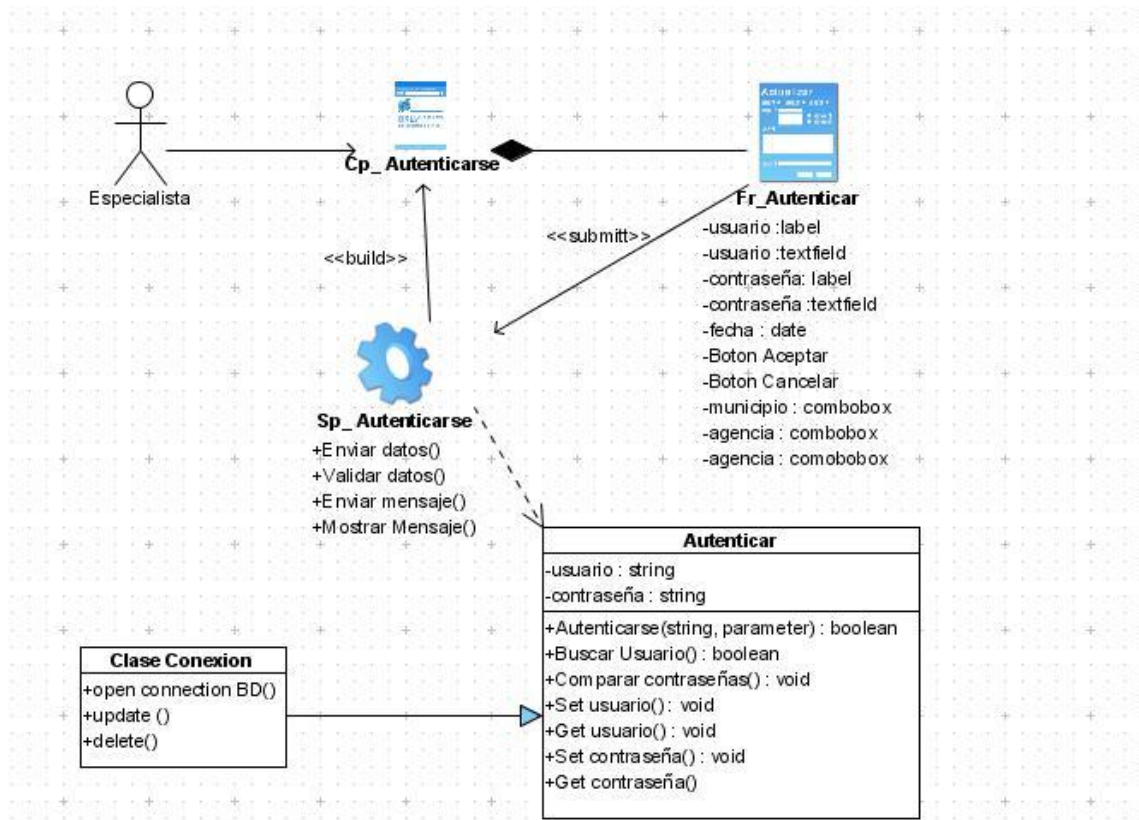 Actualizar
Cp_ Autenticarse
Especialista
Fr_Autenticar
-usuario :label
-usuario :textfield
-contraseña: label
-contraseña :textfield
-fecha : date
-Boton Aceptar
-Boton Cancelar
-municipio : combobox
-agencia : combobox
-agencia : comobobox
<<submitt>>
<<build>>
Sp_ Autenticarse
+Enviar datos()
+Validar datos()
+Enviar mensaje()
+Mostrar Mensaje()
Autenticar
-usuario : string
-contraseña : string
+Autenticarse(string, parameter) : boolean
+Buscar Usuario() : boolean
+Comparar contraseñas() : void
+Set usuario() : void
+Get usuario() : void
+Set contraseña() : void
+Get contraseña()
Clase Conexion
+open connection BD()
+update ()
+delete()